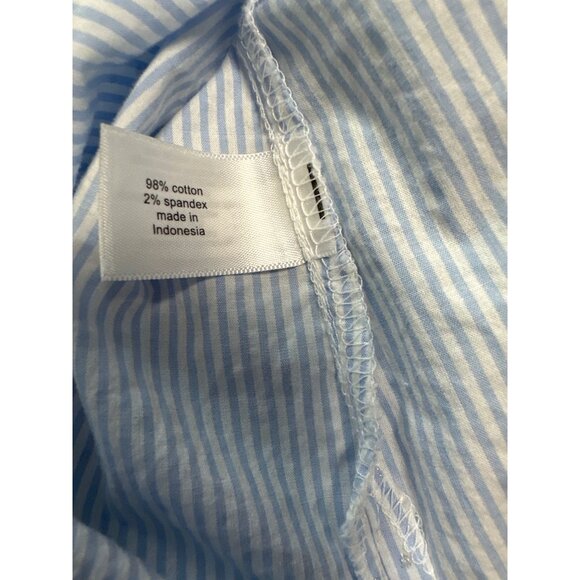 98% cotton
2% spandex
made in
Indonesia